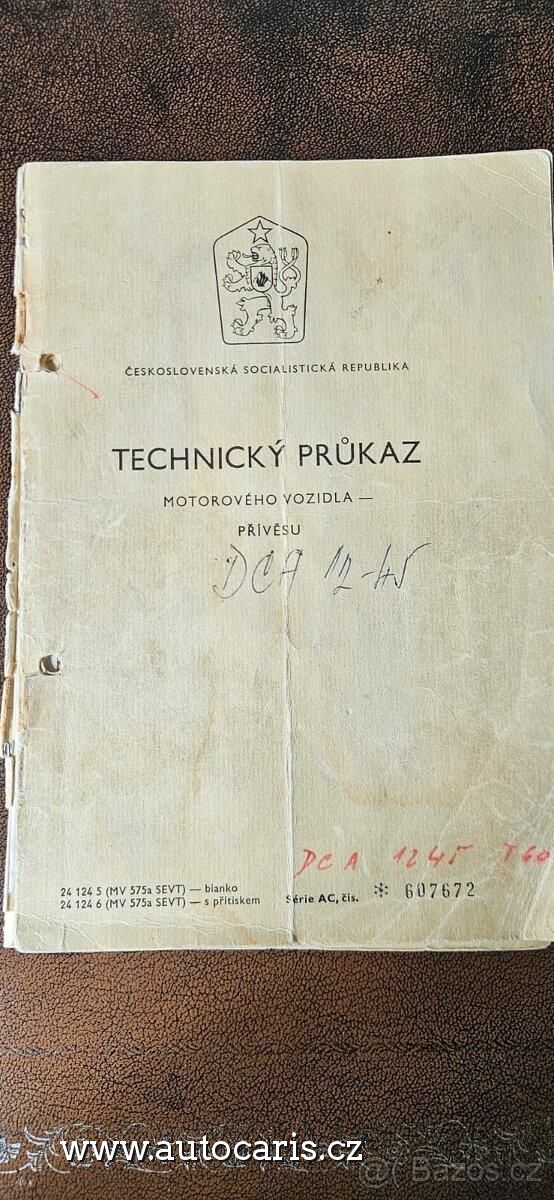 ČESKOSLOVENSKÁ SOCIALISTICKÁ REPUBLIKA
TECHNICKÝ PRŮKAZ
MOTOROVÉHO VOZIDLA —
PŘÍVĚSU
DCA 12-45
DCA 1245 T60
24 124 5 (MV 575a SEVT) — bianko
24 124 6 (MV 575a SEVT) — s přítiskem
Série AC, čís. 607672
www.autocaris.cz
@Bazos.cz